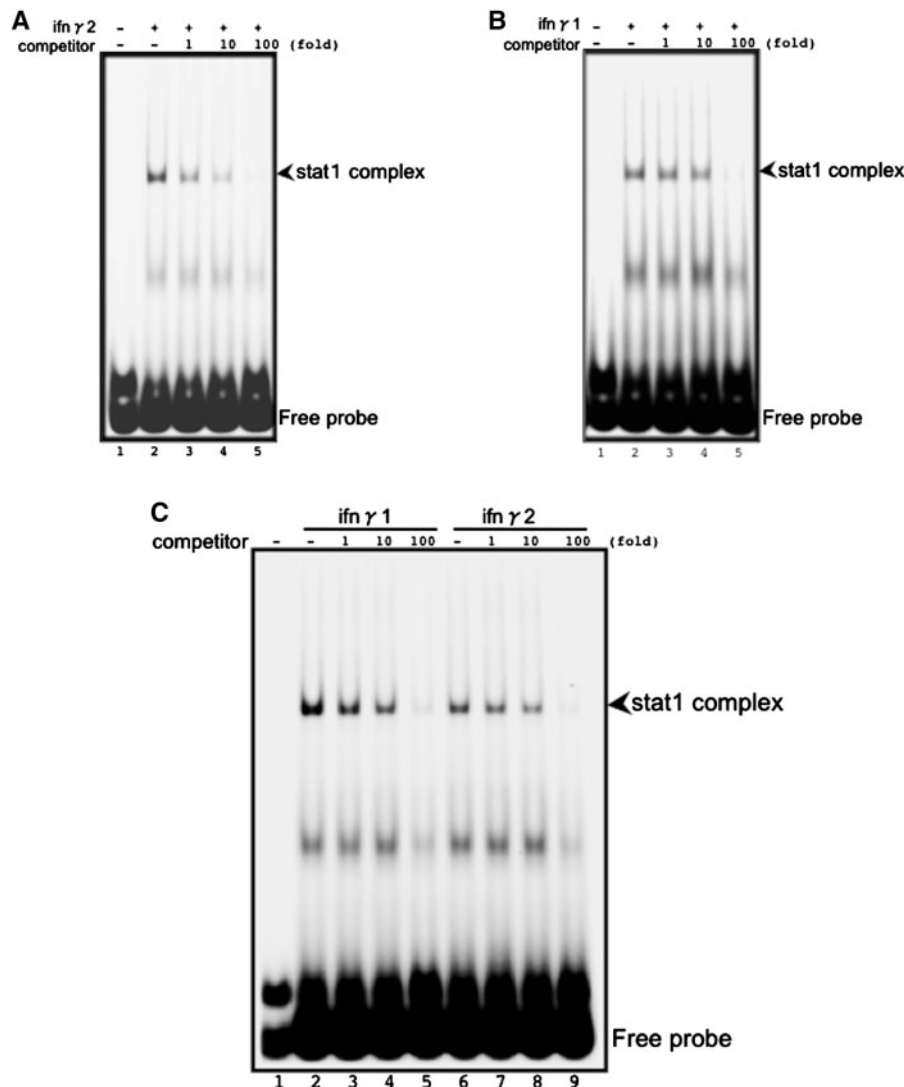 A
ifn γ 2 - + + + +
competitor - - 1 10 100 (fold)
stat1 complex
Free probe
1 2 3 4 5
B
ifn γ 1 - + + + +
competitor - - 1 10 100 (fold)
stat1 complex
Free probe
1 2 3 4 5
C
ifn γ 1 ifn γ 2
competitor - - 1 10 100 - 1 10 100 (fold)
stat1 complex
Free probe
1 2 3 4 5 6 7 8 9